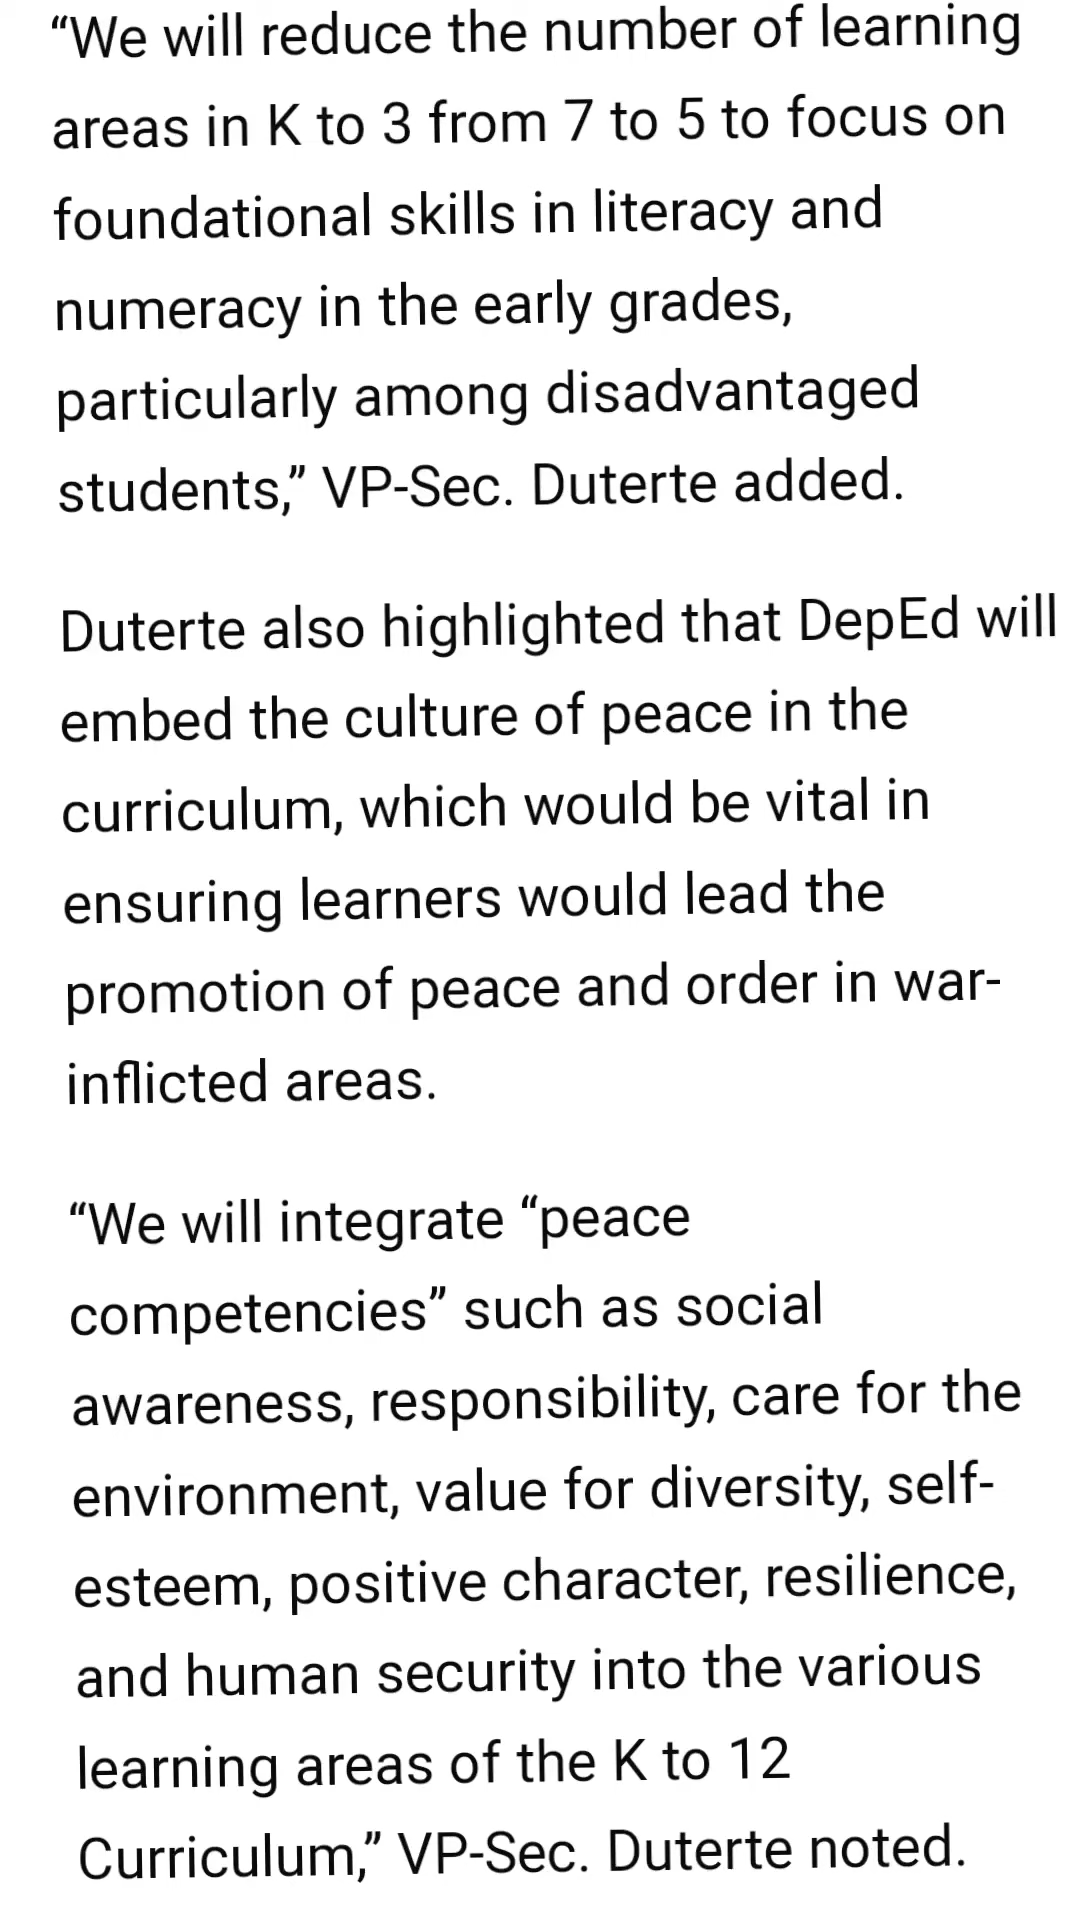 “We will reduce the number of learning
areas in K to 3 from 7 to 5 to focus on
foundational skills in literacy and
numeracy in the early grades,
particularly among disadvantaged
students,” VP-Sec. Duterte added.
Duterte also highlighted that DepEd will
embed the culture of peace in the
curriculum, which would be vital in
ensuring learners would lead the
promotion of peace and order in war-
inflicted areas.
“We will integrate “peace
competencies” such as social
awareness, responsibility, care for the
environment, value for diversity, self-
esteem, positive character, resilience,
and human security into the various
learning areas of the K to 12
Curriculum,” VP-Sec. Duterte noted.